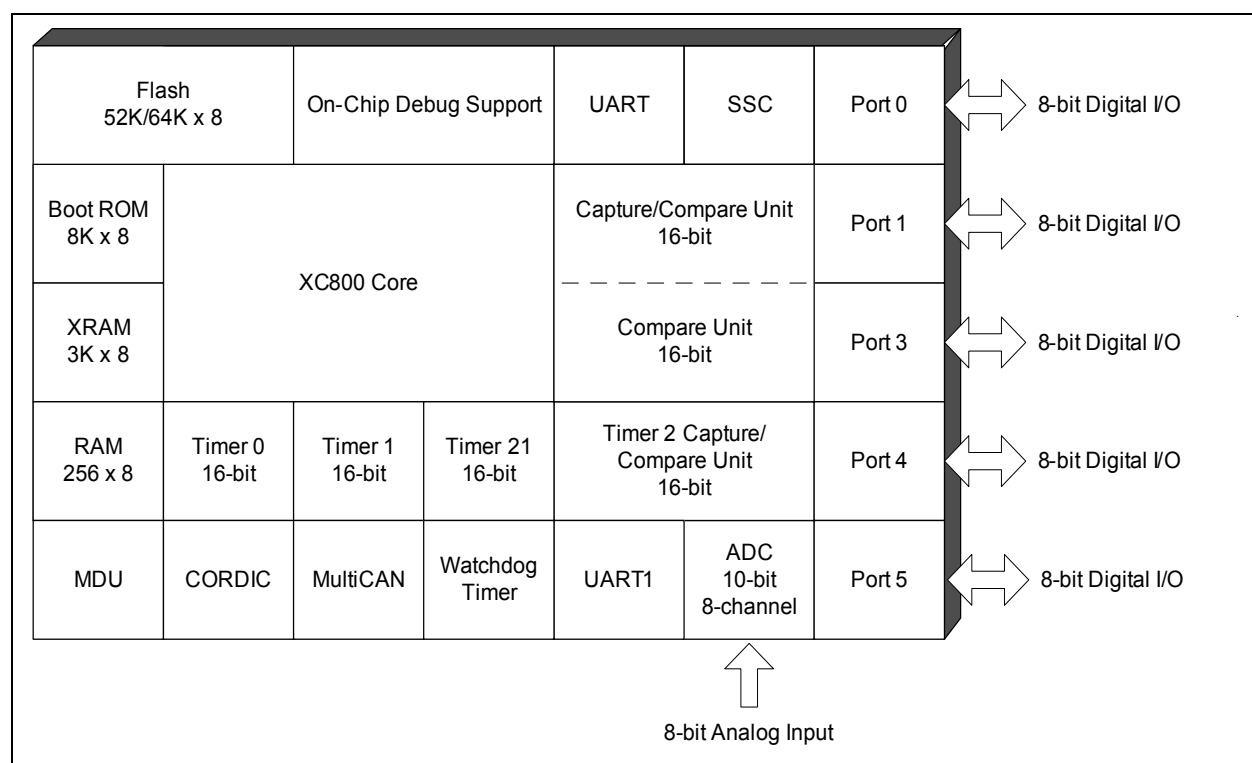 Flash
52K/64K x 8
On-Chip Debug Support
UART
SSC
Port 0
8-bit Digital I/O
Boot ROM
8K x 8
XC800 Core
Capture/Compare Unit
16-bit
Port 1
8-bit Digital I/O
XRAM
3K x 8
Compare Unit
16-bit
Port 3
8-bit Digital I/O
RAM
256 x 8
Timer 0
16-bit
Timer 1
16-bit
Timer 21
16-bit
Timer 2 Capture/
Compare Unit
16-bit
Port 4
8-bit Digital I/O
MDU
CORDIC
MultiCAN
Watchdog
Timer
UART1
ADC
10-bit
8-channel
Port 5
8-bit Digital I/O
8-bit Analog Input